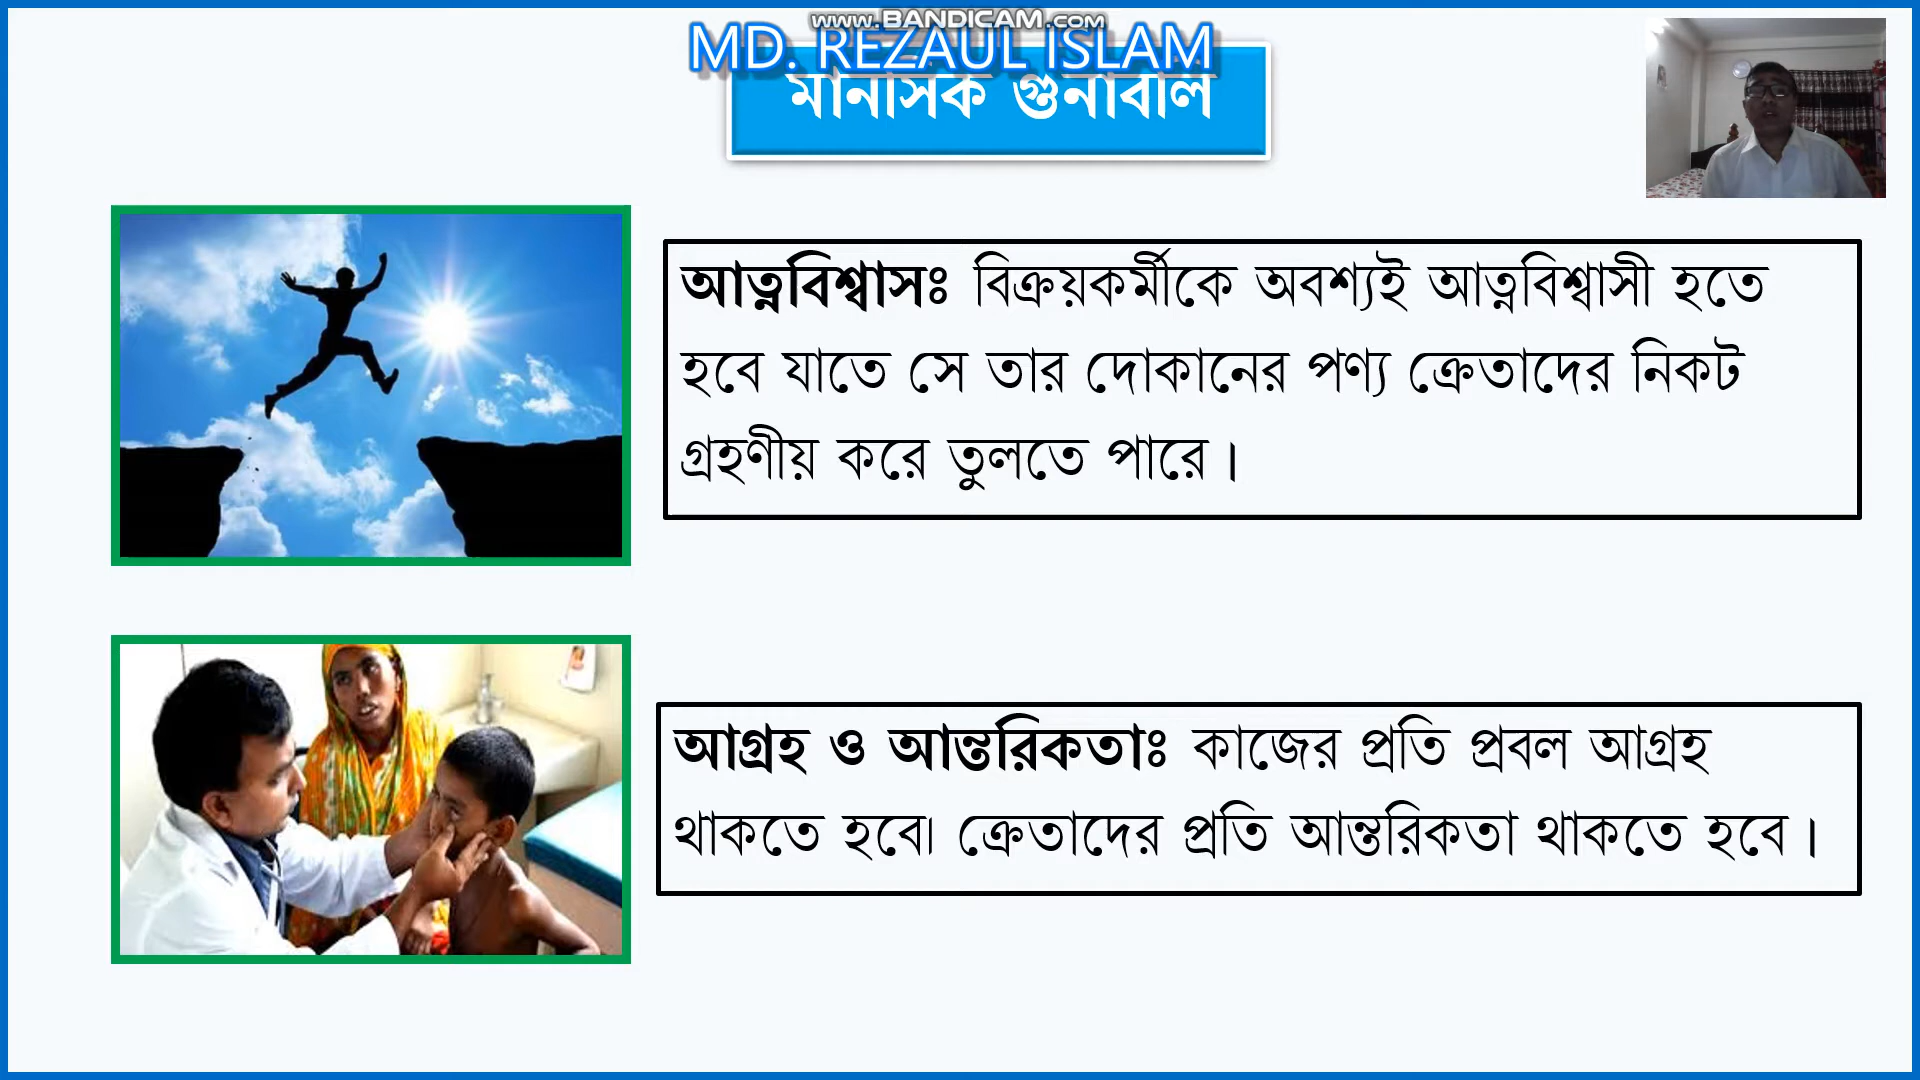 www.BANDICAM.com
MD. REZAUL ISLAM
মানসিক গুনাবলি
আত্নবিশ্বাসঃ বিক্রয়কর্মীকে অবশ্যই আত্নবিশ্বাসী হতে
হবে যাতে সে তার দোকানের পণ্য ক্রেতাদের নিকট
গ্রহণীয় করে তুলতে পারে।
আগ্রহ ও আন্তরিকতাঃ কাজের প্রতি প্রবল আগ্রহ
থাকতে হবে। ক্রেতাদের প্রতি আন্তরিকতা থাকতে হবে।